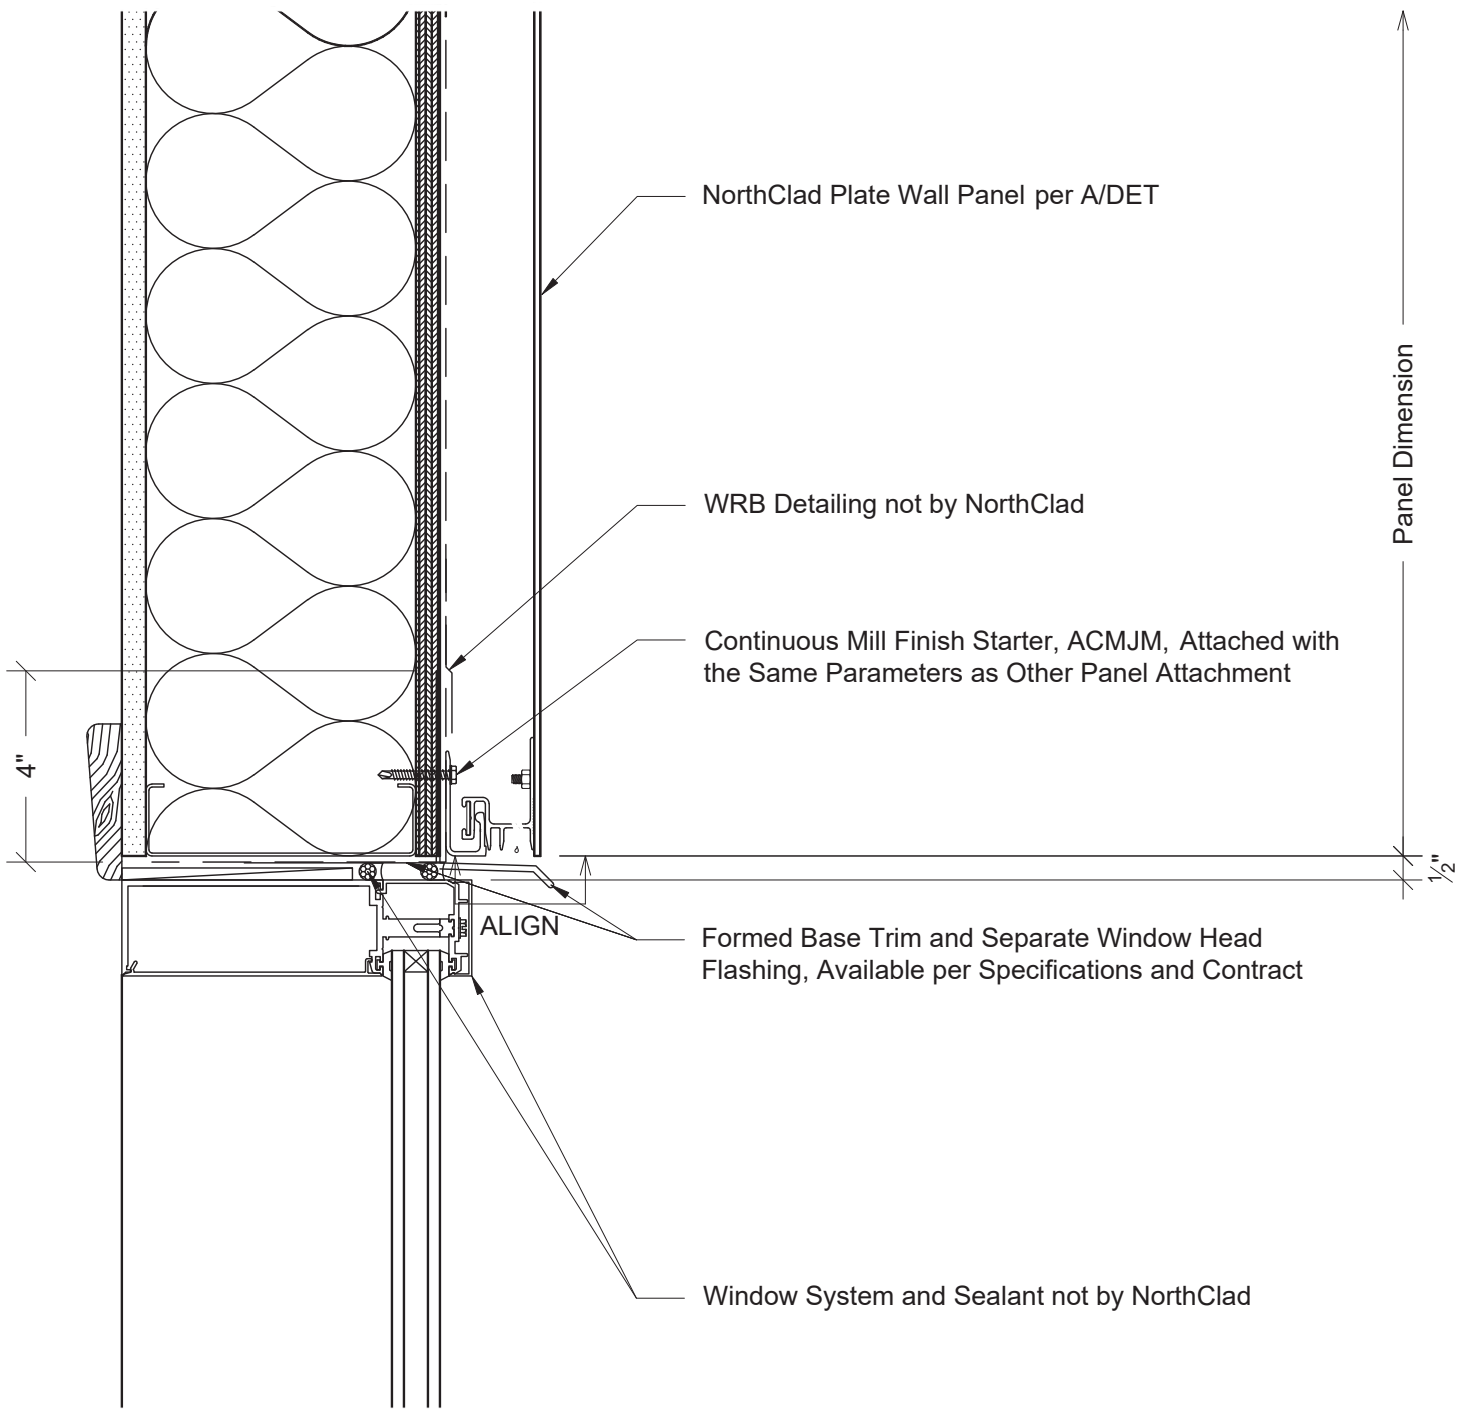 NorthClad Plate Wall Panel per A/DET
Panel Dimension
WRB Detailing not by NorthClad
Continuous Mill Finish Starter, ACMJM, Attached with
the Same Parameters as Other Panel Attachment
4"
1/2"
ALIGN
Formed Base Trim and Separate Window Head
Flashing, Available per Specifications and Contract
Window System and Sealant not by NorthClad